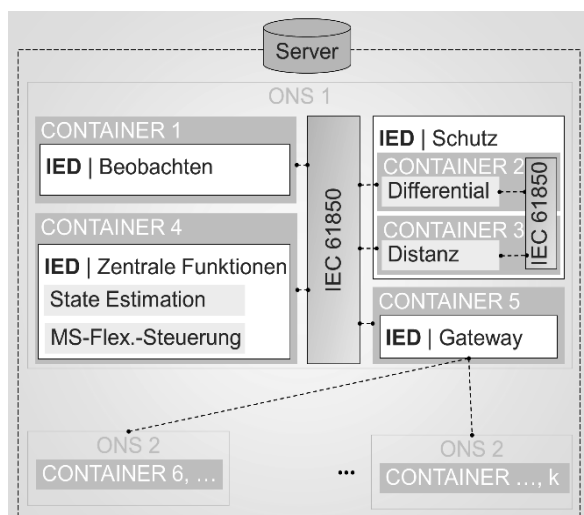 Server
ONS 1
CONTAINER 1
IED | Beobachten
CONTAINER 4
IED | Zentrale Funktionen
State Estimation
MS-Flex.-Steuerung
IEC 61850
IED | Schutz
CONTAINER 2
Differential
CONTAINER 3
Distanz
IEC 61850
CONTAINER 5
IED | Gateway
ONS 2
CONTAINER 6, ...
...
ONS 2
CONTAINER ..., k